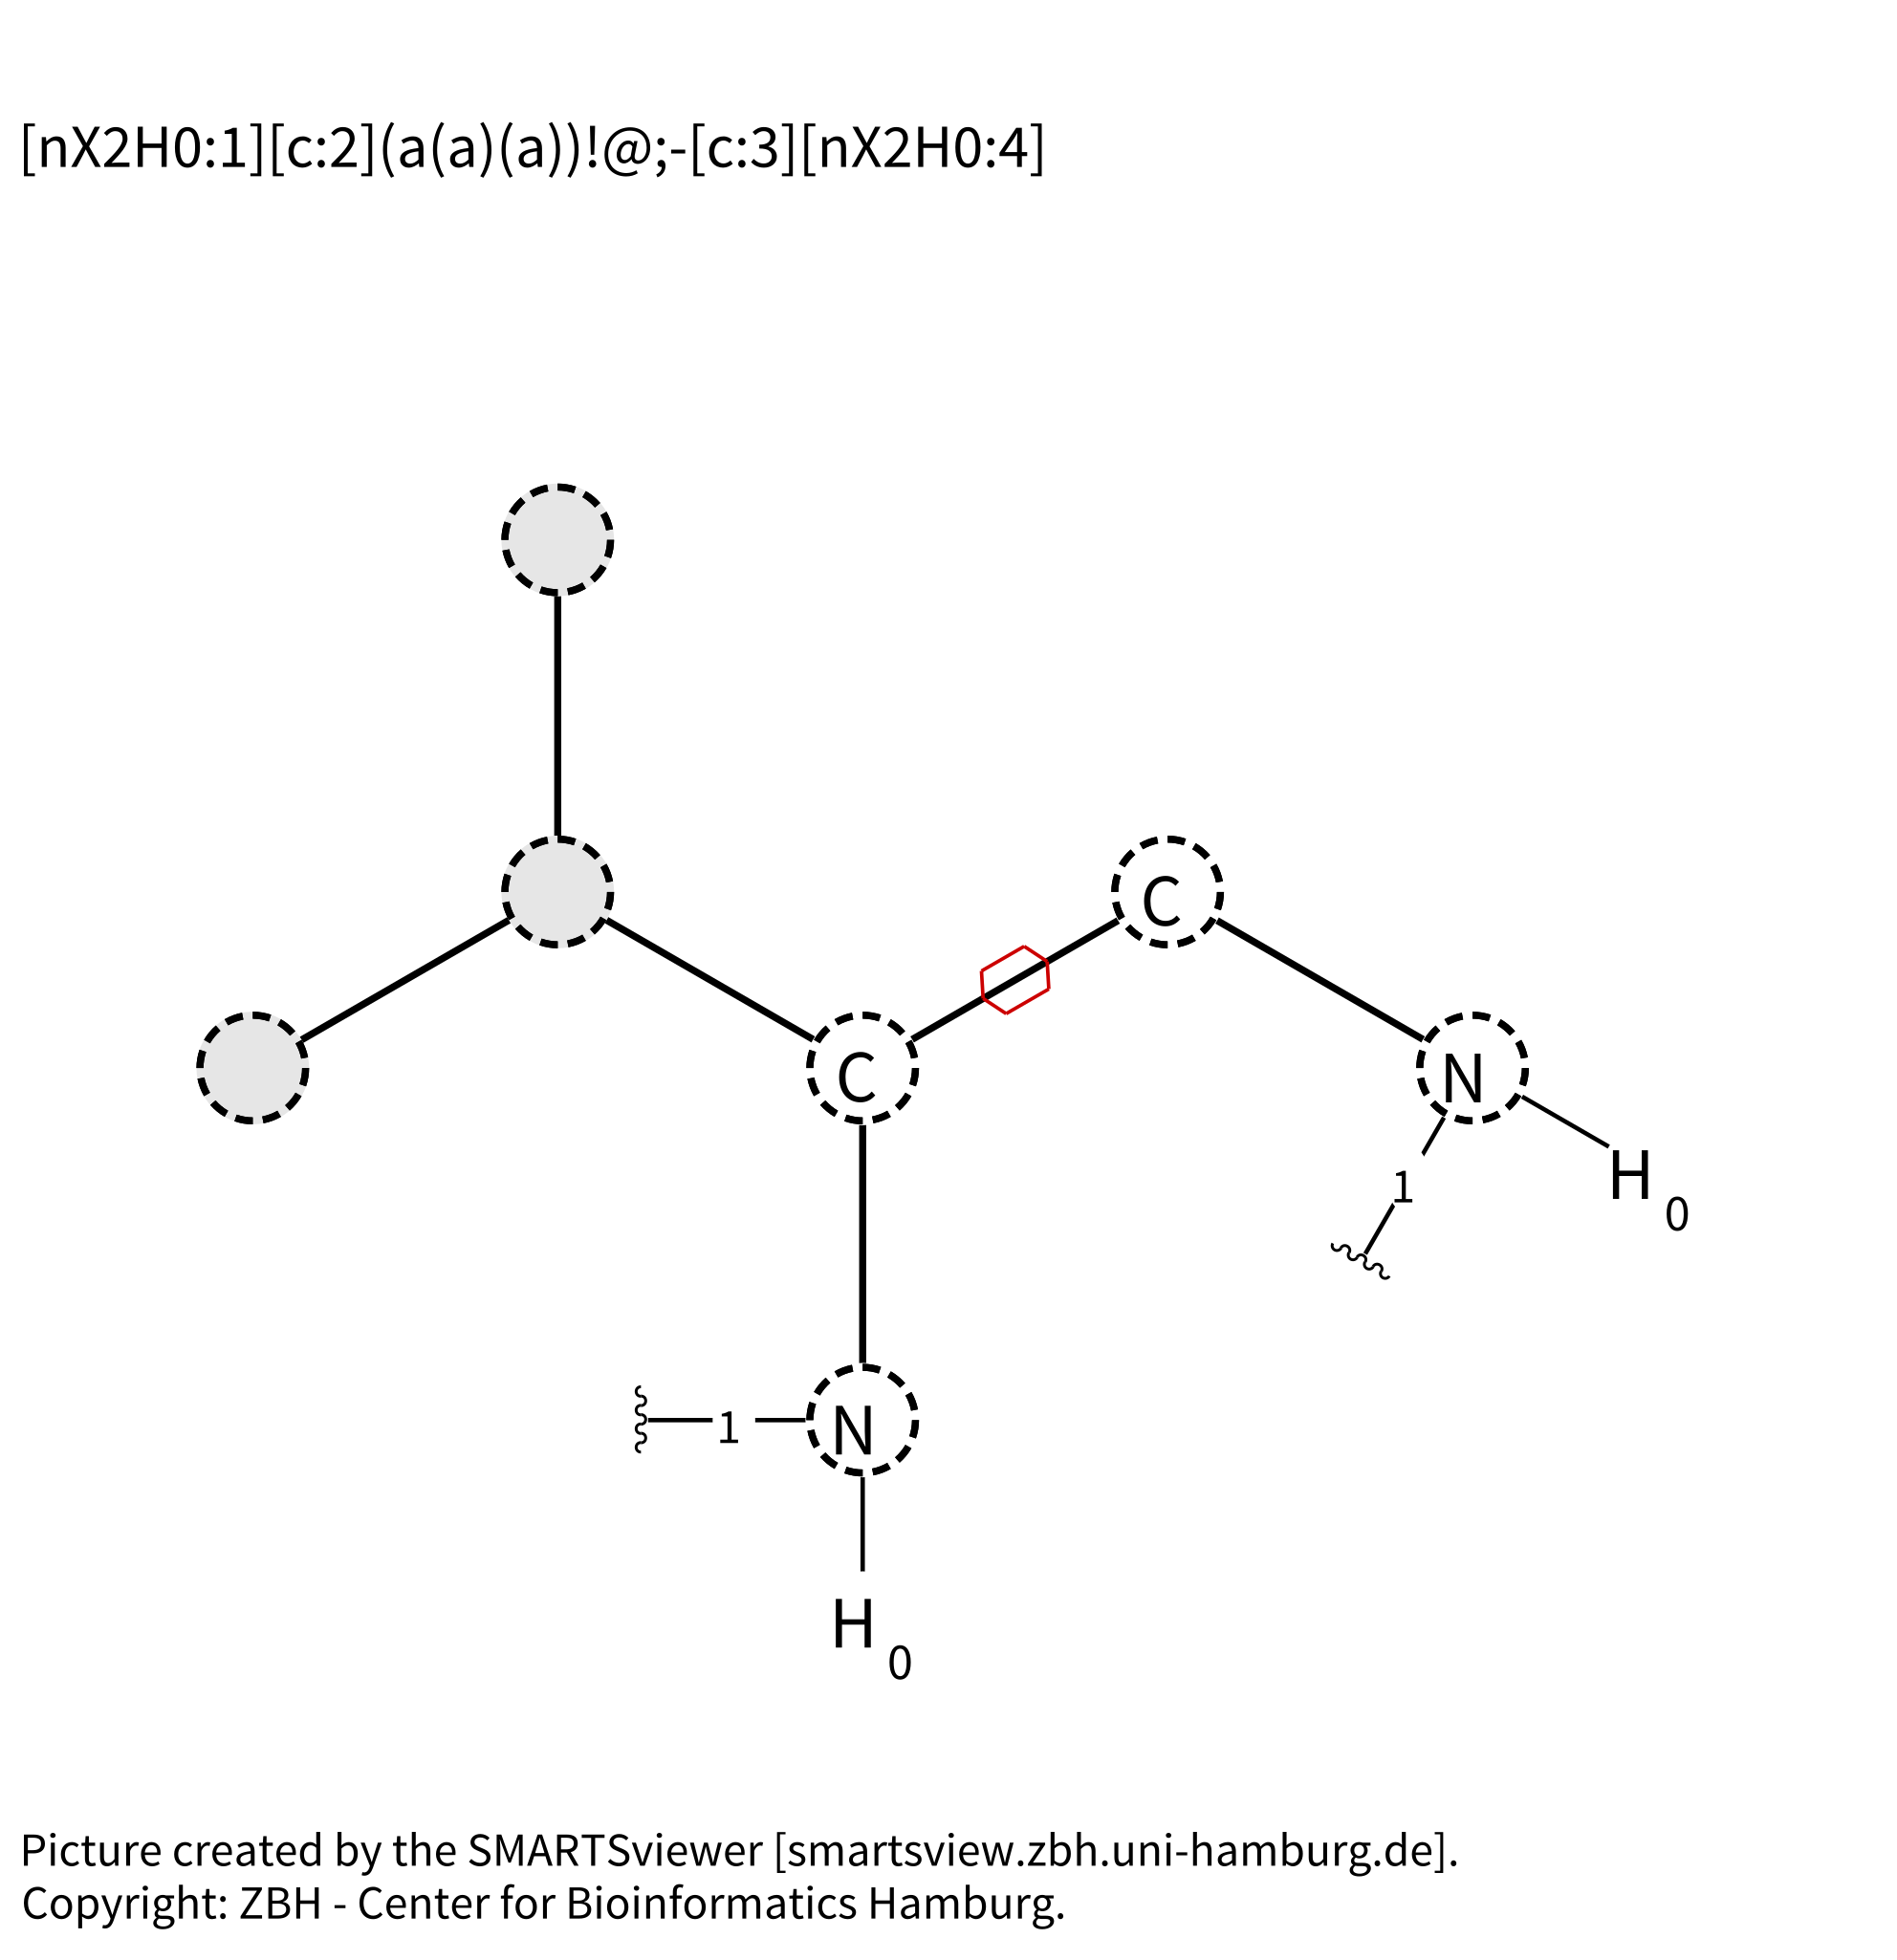 [nX2H0:1][c:2](a(a)(a))!@;-[c:3][nX2H0:4]
C
C
N
1
H
0
1
N
H
0
Picture created by the SMARTSviewer [smartsview.zbh.uni-hamburg.de].
Copyright: ZBH - Center for Bioinformatics Hamburg.